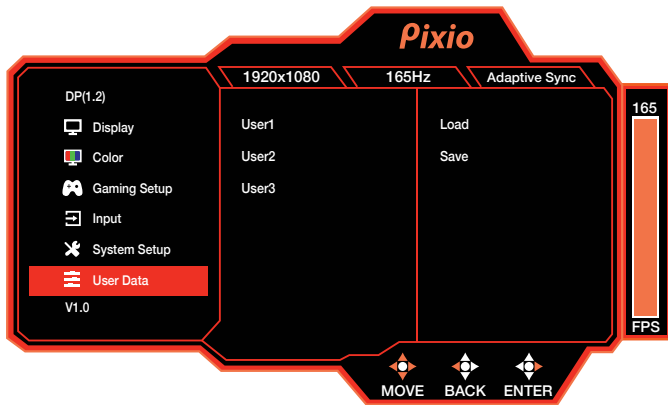 Pixio
1920x1080
165Hz
Adaptive Sync
DP(1.2)
Display
Color
Gaming Setup
Input
System Setup
User Data
V1.0
User1
User2
User3
Load
Save
165
FPS
MOVE
BACK
ENTER